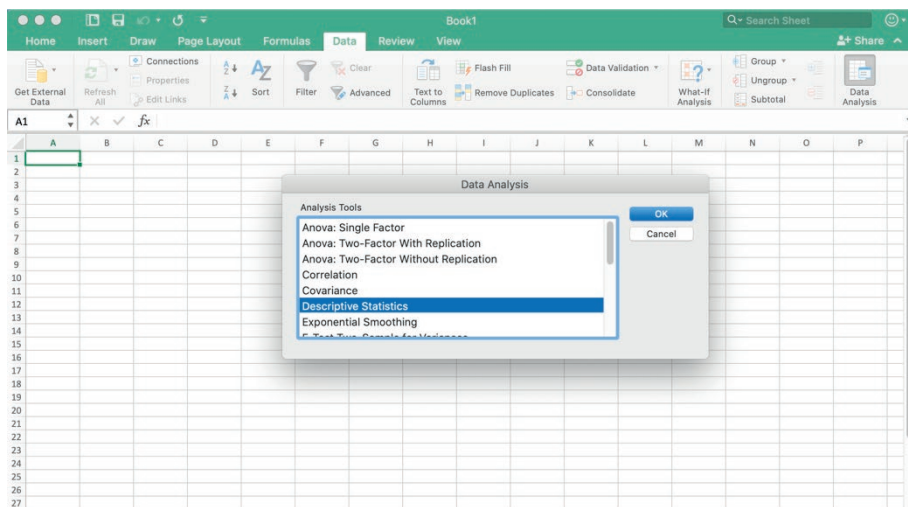 Book1
Search Sheet
Home Insert Draw Page Layout Formulas Data Review View Share
Connections
Properties
Edit Links
Get External Data
Refresh All
Sort
Filter
Clear
Advanced
Text to Columns
Flash Fill
Remove Duplicates
Data Validation
Consolidate
What-If Analysis
Group
Ungroup
Subtotal
Data Analysis
A1 fx
A B C D E F G H I J K L M N O P
1
2
3
4
5
6
7
8
9
10
11
12
13
14
15
16
17
18
19
20
21
22
23
24
25
26
27
Data Analysis
Analysis Tools
Anova: Single Factor
Anova: Two-Factor With Replication
Anova: Two-Factor Without Replication
Correlation
Covariance
Descriptive Statistics
Exponential Smoothing
F-Test Two-Sample for Variances
OK
Cancel